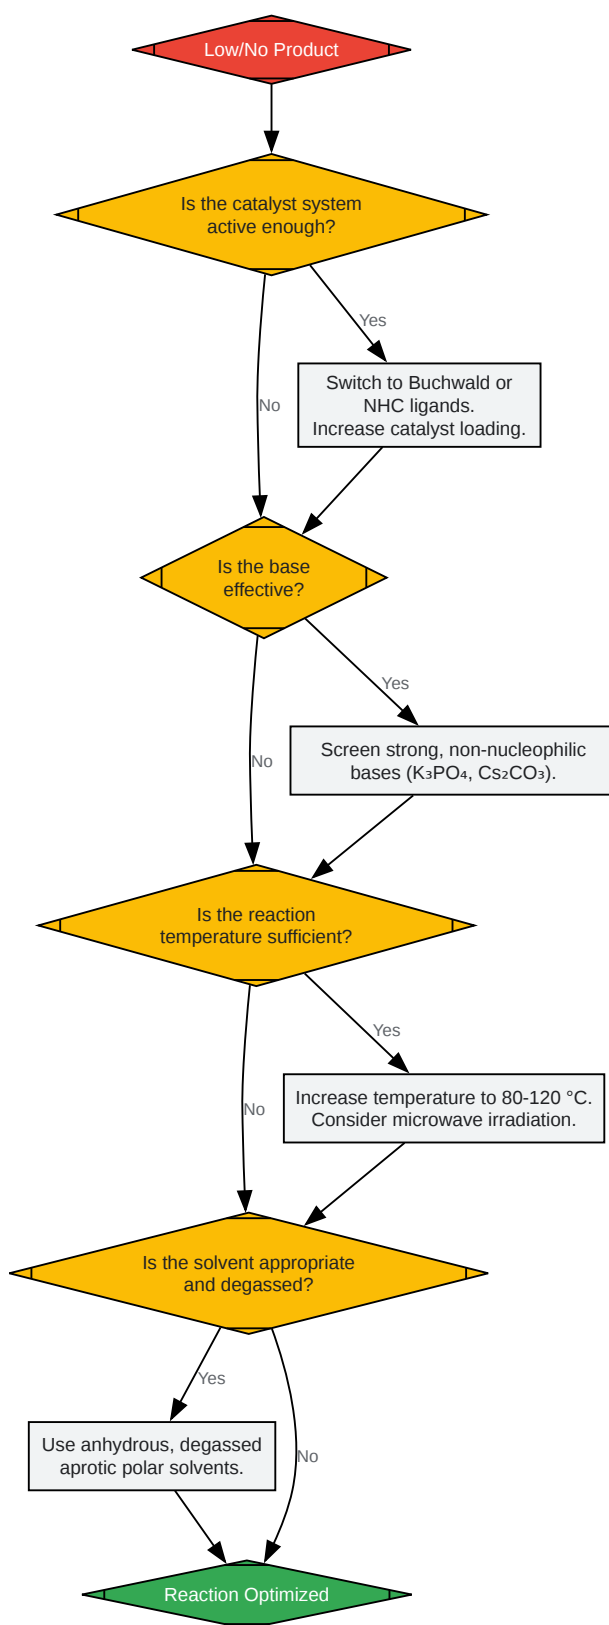 Low/No Product
Is the catalyst system
active enough?
Yes
Switch to Buchwald or
NHC ligands.
Increase catalyst loading.
No
Is the base
effective?
Yes
Screen strong, non-nucleophilic
bases (K₃PO₄, Cs₂CO₃).
No
Is the reaction
temperature sufficient?
Yes
Increase temperature to 80-120 °C.
Consider microwave irradiation.
No
Is the solvent appropriate
and degassed?
Yes
Use anhydrous, degassed
aprotic polar solvents.
No
Reaction Optimized